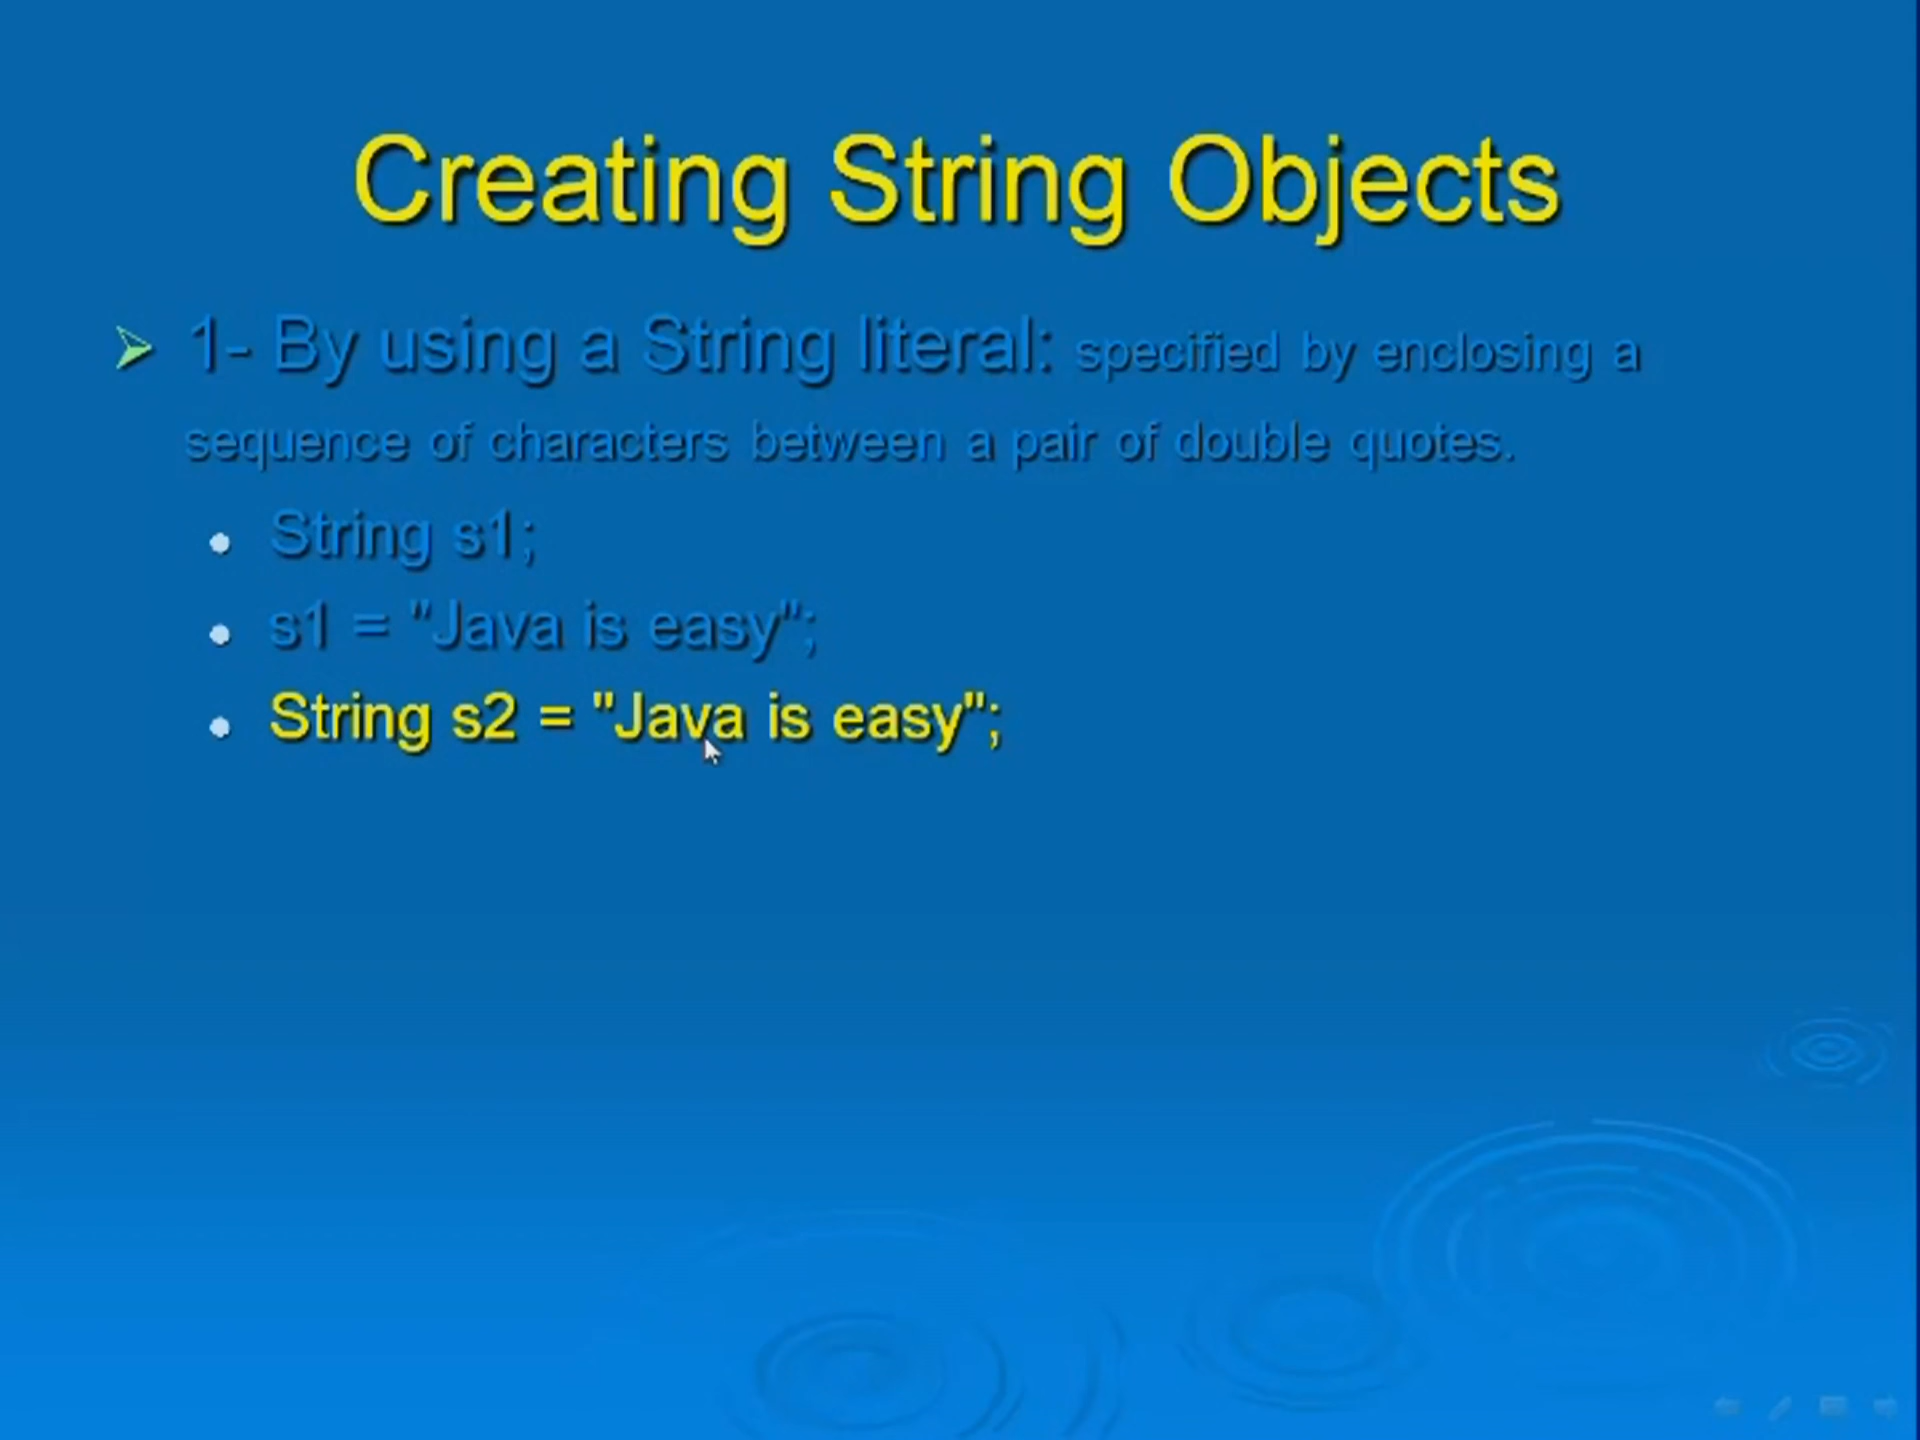 Creating String Objects
1- By using a String literal: specified by enclosing a
sequence of characters between a pair of double quotes.
String s1;
s1 = "Java is easy";
String s2 = "Java is easy";